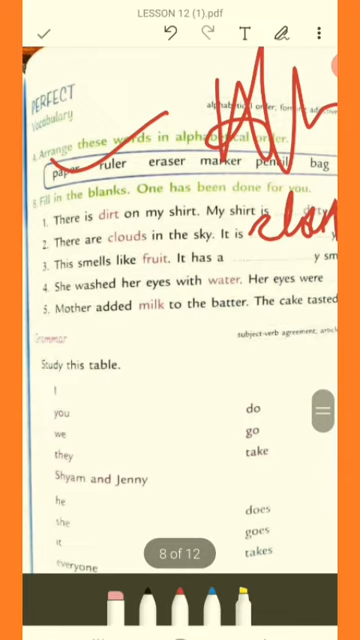 LESSON 12 (1).pdf
PERFECT
Vocabulary
alphabetical order; 
A. Arrange these words in alphabetical order.
paper ruler eraser marker pencil bag
B. Fill in the blanks. One has been done for you.
1. There is dirt on my shirt. My shirt is
2. There are clouds in the sky. It is
3. This smells like fruit. It has a y sm
4. She washed her eyes with water. Her eyes were
5. Mother added milk to the batter. The cake tasted
Grammar
subject-verb agreement; artic
Study this table.
I
you do
we go
they take
Shyam and Jenny
he
she does
it goes
everyone takes
8 of 12